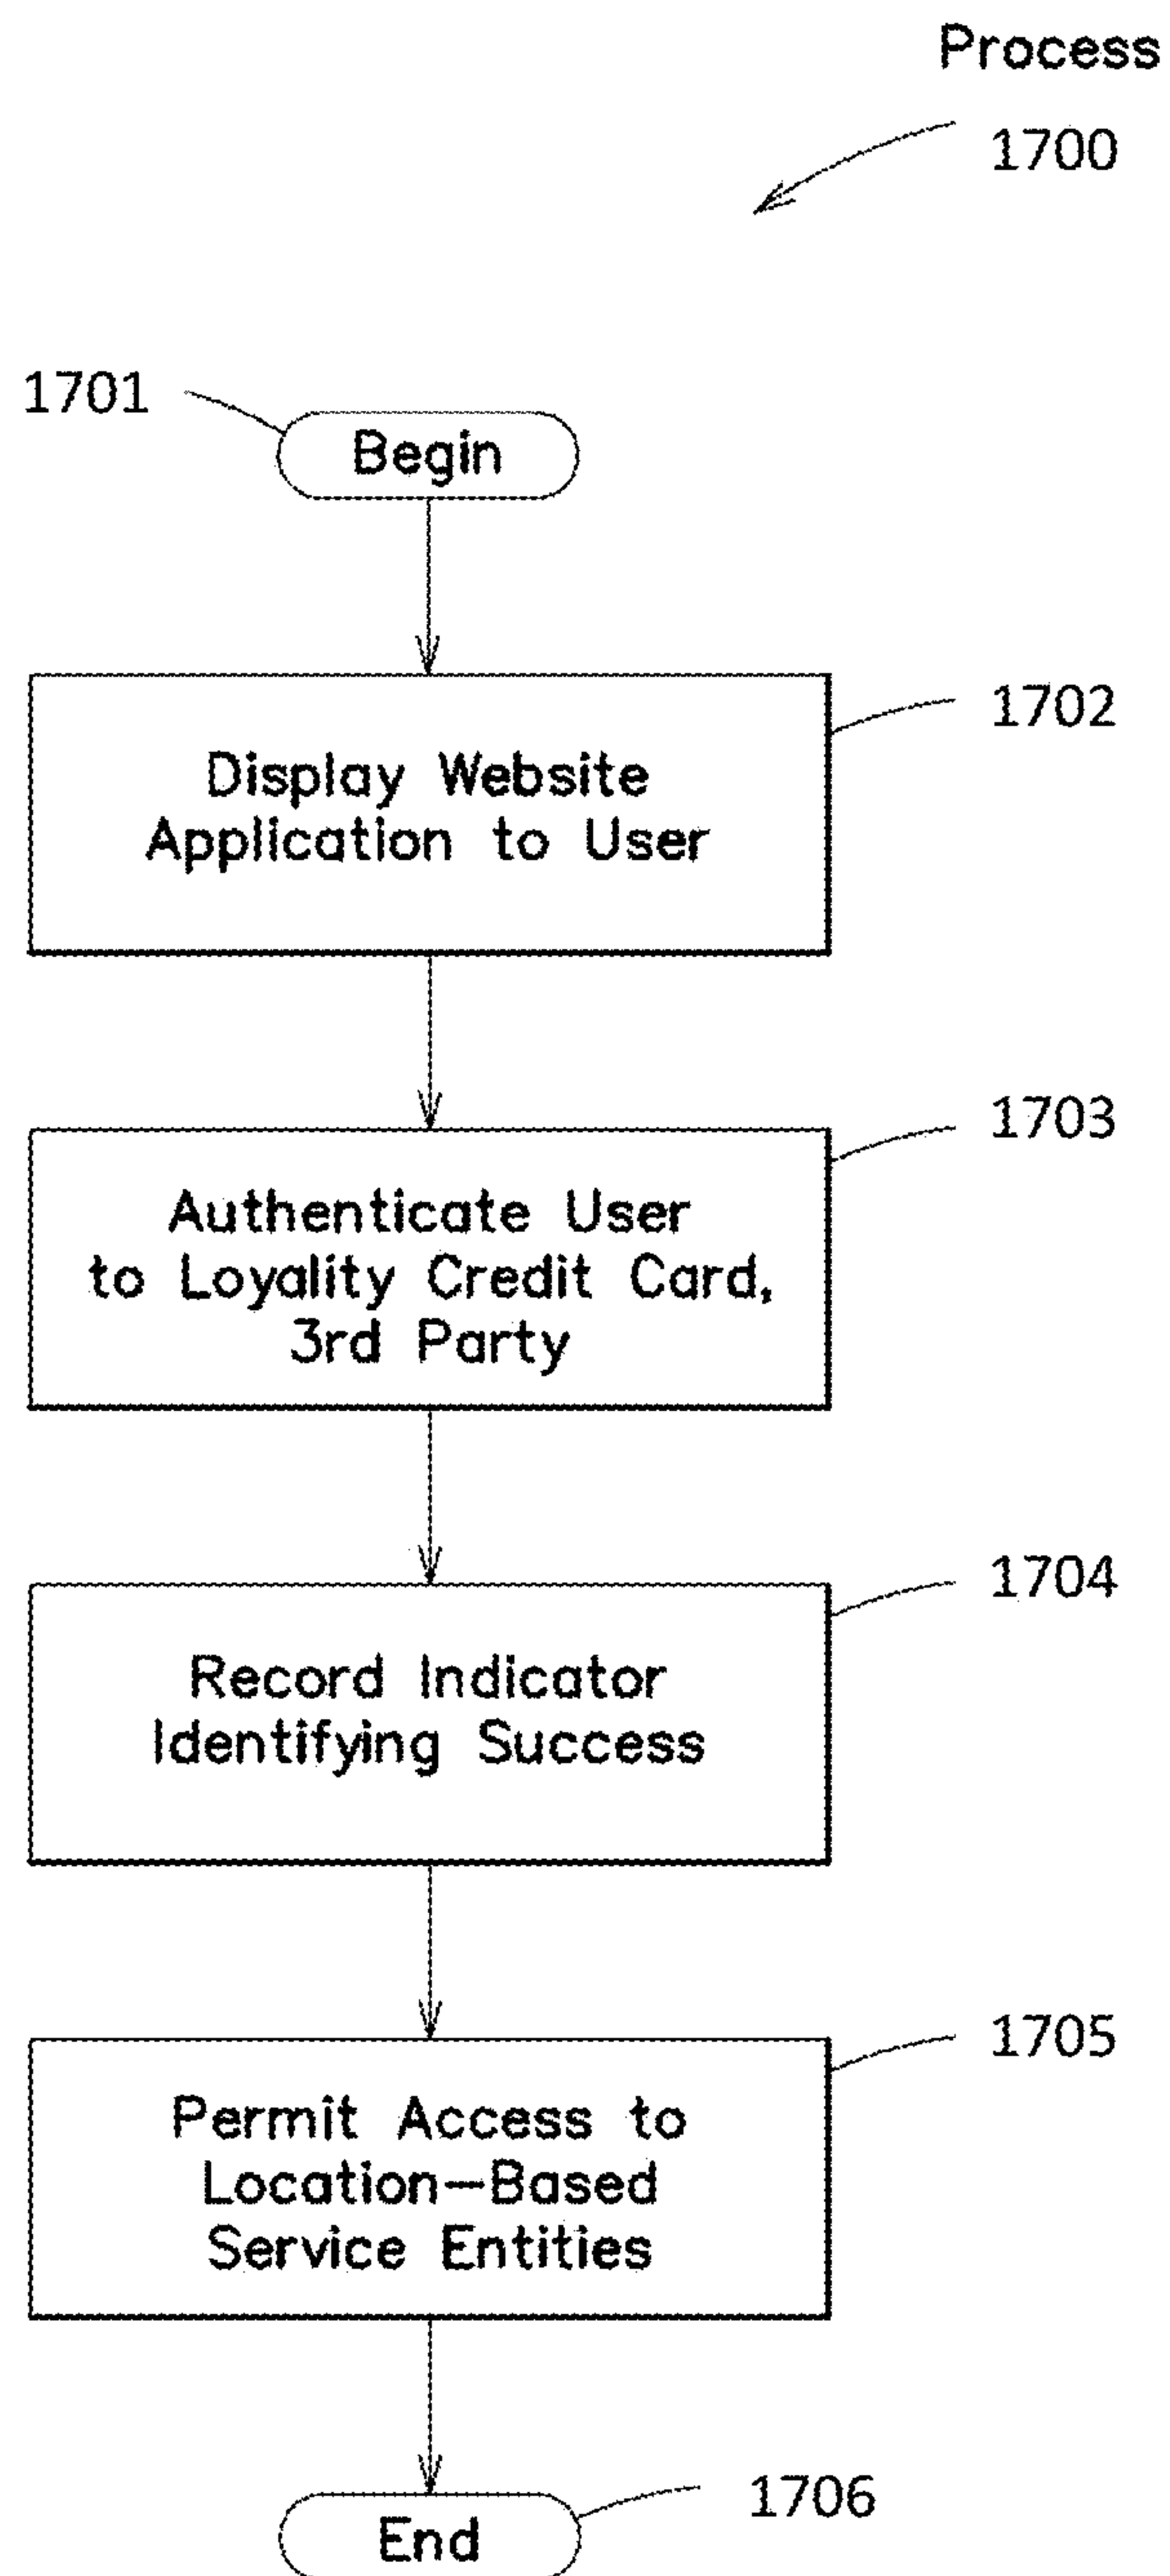 Process
1700
1701
Begin
1702
Display Website
Application to User
1703
Authenticate User
to Loyality Credit Card,
3rd Party
1704
Record Indicator
Identifying Success
1705
Permit Access to
Location-Based
Service Entities
1706
End